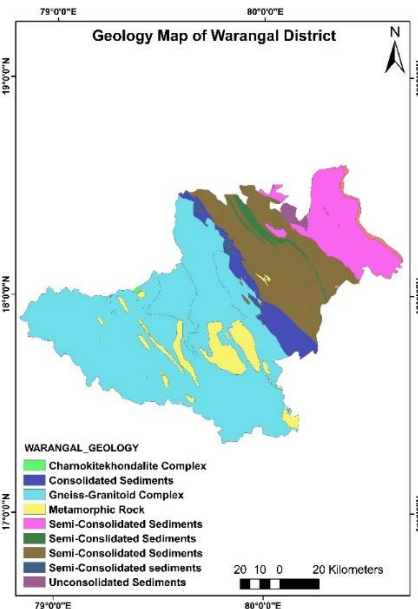 79°0'0"E
80°0'0"E
Geology Map of Warangal District
N
19°0'0"N
18°0'0"N
17°0'0"N
WARANGAL_GEOLOGY
Charnokitekhondalite Complex
Consolidated Sediments
Gneiss-Granitoid Complex
Metamorphic Rock
Semi-Consolidated Sediments
Semi-Conslidated Sediments
Semi-Consolidated Sediments
Semi-Consolidated sediments
Unconsolidated Sediments
20 10 0 20 Kilometers
79°0'0"E
80°0'0"E